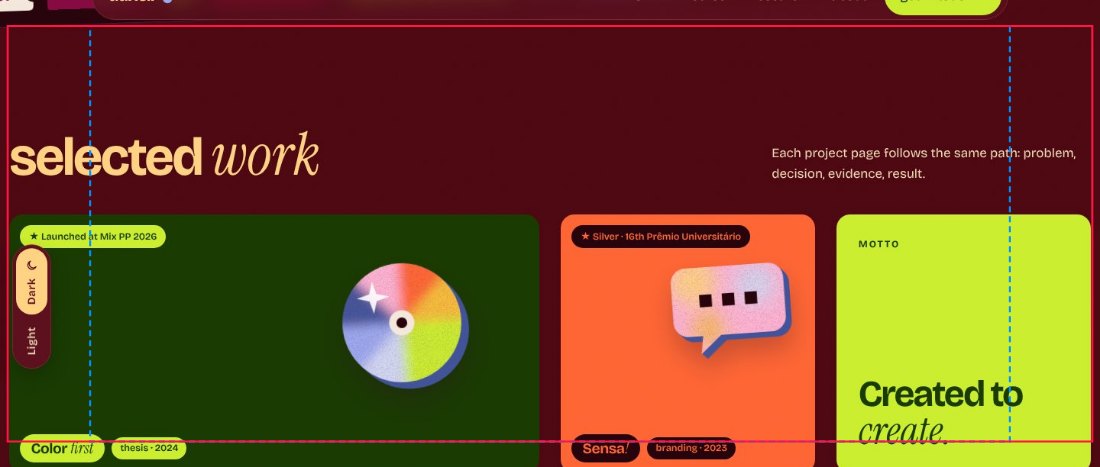 selected work
Each project page follows the same path: problem,
decision, evidence, result.
★ Launched at Mix PP 2026
★ Silver · 16th Prêmio Universitário
MOTTO
Dark
Light
Created to
create.
Color first
thesis · 2024
Sensa!
branding · 2023